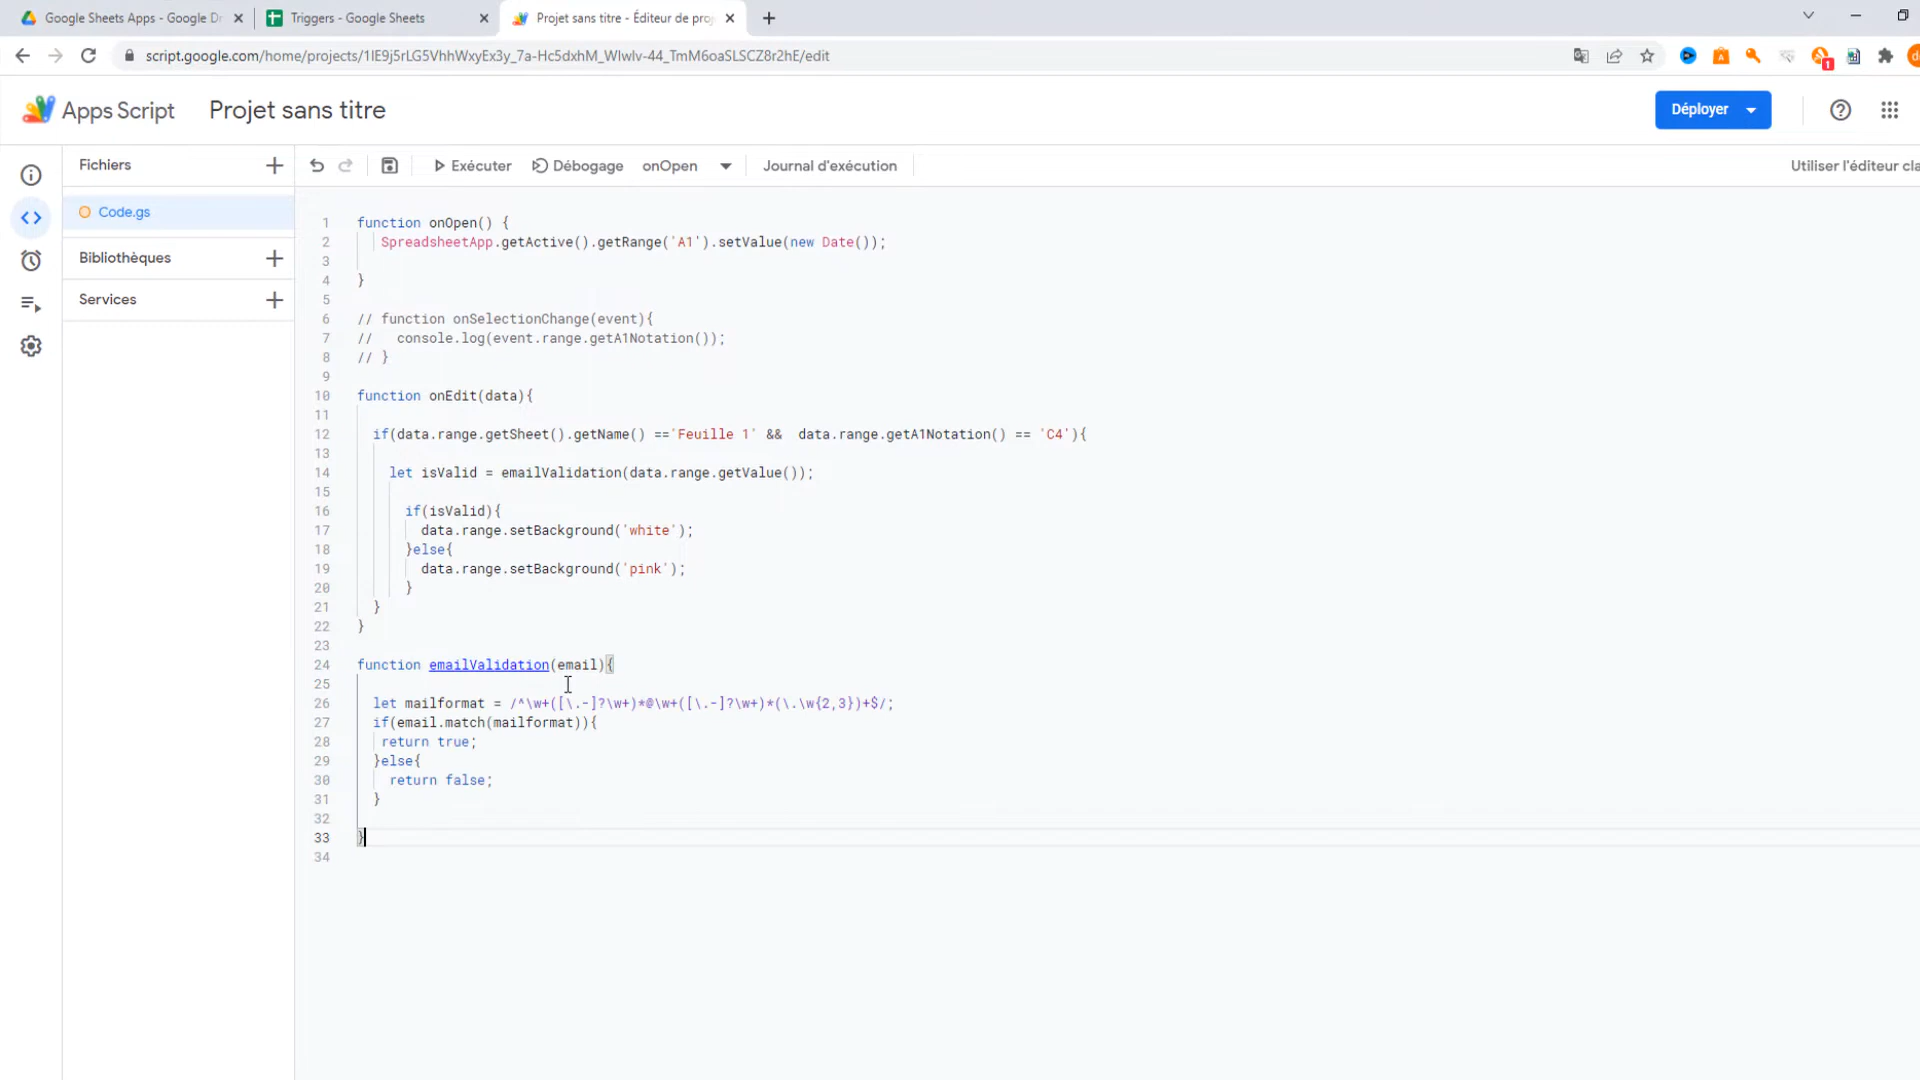 Google Sheets Apps - Google Dr
Triggers - Google Sheets
Projet sans titre - Éditeur de proj
script.google.com/home/projects/1IE9j5rLG5VhhWxyEx3y_7a-Hc5dxhM_WIwIv-44_TmM6oaSLSCZ8r2hE/edit
1
Apps Script
Projet sans titre
Déployer
Fichiers
Exécuter
Débogage
onOpen
Journal d'exécution
Utiliser l'éditeur cla
Code.gs
Bibliothèques
Services
1 function onOpen() {
2 SpreadsheetApp.getActive().getRange('A1').setValue(new Date());
3
4 }
5
6 // function onSelectionChange(event){
7 // console.log(event.range.getA1Notation());
8 // }
9
10 function onEdit(data){
11
12 if(data.range.getSheet().getName() =='Feuille 1' && data.range.getA1Notation() == 'C4'){
13
14 let isValid = emailValidation(data.range.getValue());
15
16 if(isValid){
17 data.range.setBackground('white');
18 }else{
19 data.range.setBackground('pink');
20 }
21 }
22 }
23
24 function emailValidation(email){
25
26 let mailformat = /^\w+([\.-]?\w+)*@\w+([\.-]?\w+)*(\.\w{2,3})+$/;
27 if(email.match(mailformat)){
28 return true;
29 }else{
30 return false;
31 }
32
33 }
34